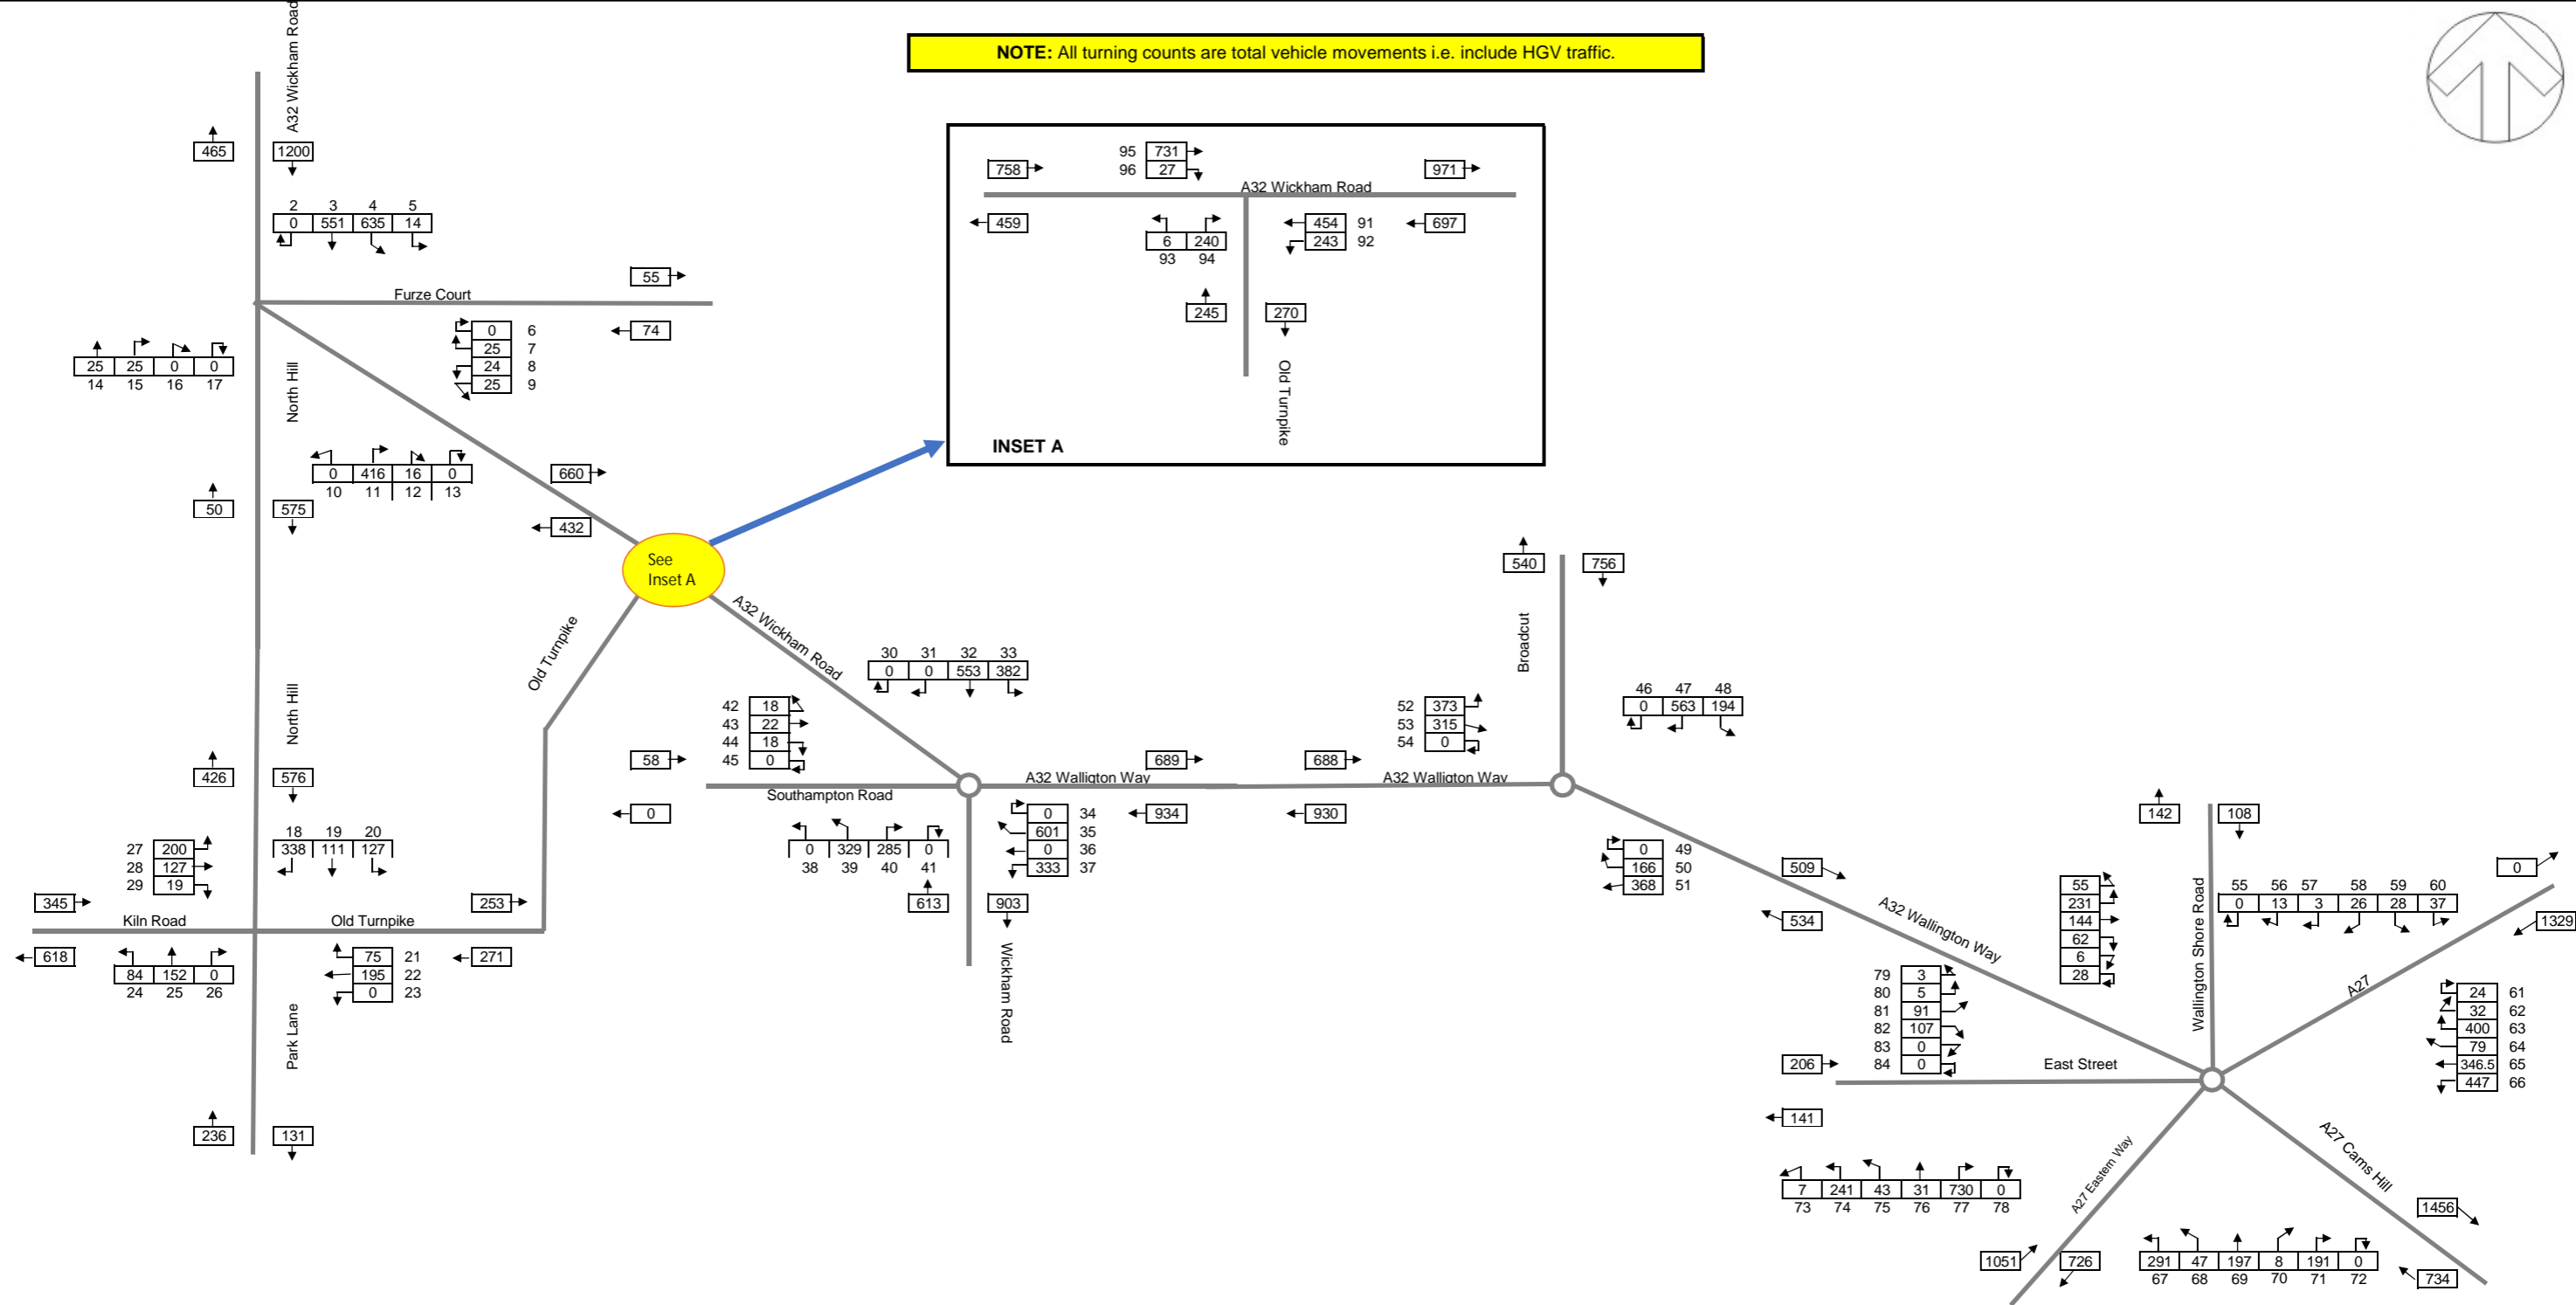 A32 Wickham Road
NOTE: All turning counts are total vehicle movements i.e. include HGV traffic.
465
1200
2 3 4 5
0 551 635 14
55
Furze Court
74
0 6
25 7
24 8
25 9
25 25 0 0
14 15 16 17
North Hill
0 416 16 0
10 11 12 13
660
432
50
575
758
95 731
96 27
971
A32 Wickham Road
459
6 240
93 94
454 91
243 92
697
245
270
Old Turnpike
INSET A
See
Inset A
Old Turnpike
A32 Wickham Road
North Hill
426
576
27 200
28 127
29 19
18 19 20
338 111 127
345
Kiln Road
Old Turnpike
253
618
84 152 0
24 25 26
75 21
195 22
0 23
271
Park Lane
236
131
30 31 32 33
0 0 553 382
42 18
43 22
44 18
45 0
58
Southampton Road
0
0 329 285 0
38 39 40 41
613
903
Wickham Road
0 34
601 35
0 36
333 37
A32 Walligton Way
689
934
688
930
A32 Walligton Way
52 373
53 315
54 0
540
756
Broadcut
46 47 48
0 563 194
0 49
166 50
368 51
509
534
A32 Wallington Way
142
108
Wallington Shore Road
55
231
144
62
6
28
55 56 57 58 59 60
0 13 3 26 28 37
0
1329
A27
24 61
32 62
400 63
79 64
346.5 65
447 66
79 3
80 5
81 91
82 107
83 0
84 0
206
East Street
141
7 241 43 31 730 0
73 74 75 76 77 78
A27 Eastern Way
1051
726
A27 Cams Hill
1456
734
291 47 197 8 191 0
67 68 69 70 71 72